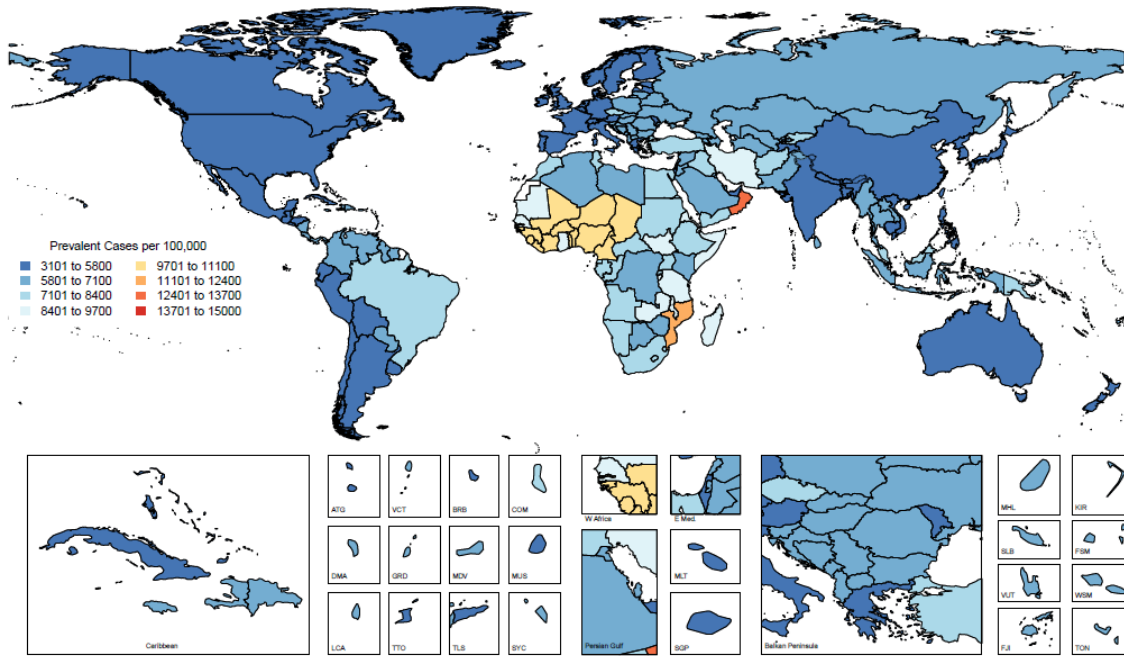 Prevalent Cases per 100,000
3101 to 5800
5801 to 7100
7101 to 8400
8401 to 9700
9701 to 11100
11101 to 12400
12401 to 13700
13701 to 15000
Caribbean
ATG
VCT
BRB
COM
DMA
GRD
MDV
MUS
LCA
TTO
TLS
SYC
W Africa
E Med.
Persian Gulf
MLT
SGP
Balkan Peninsula
MHL
KIR
SLB
FSM
VUT
WSM
FJI
TON